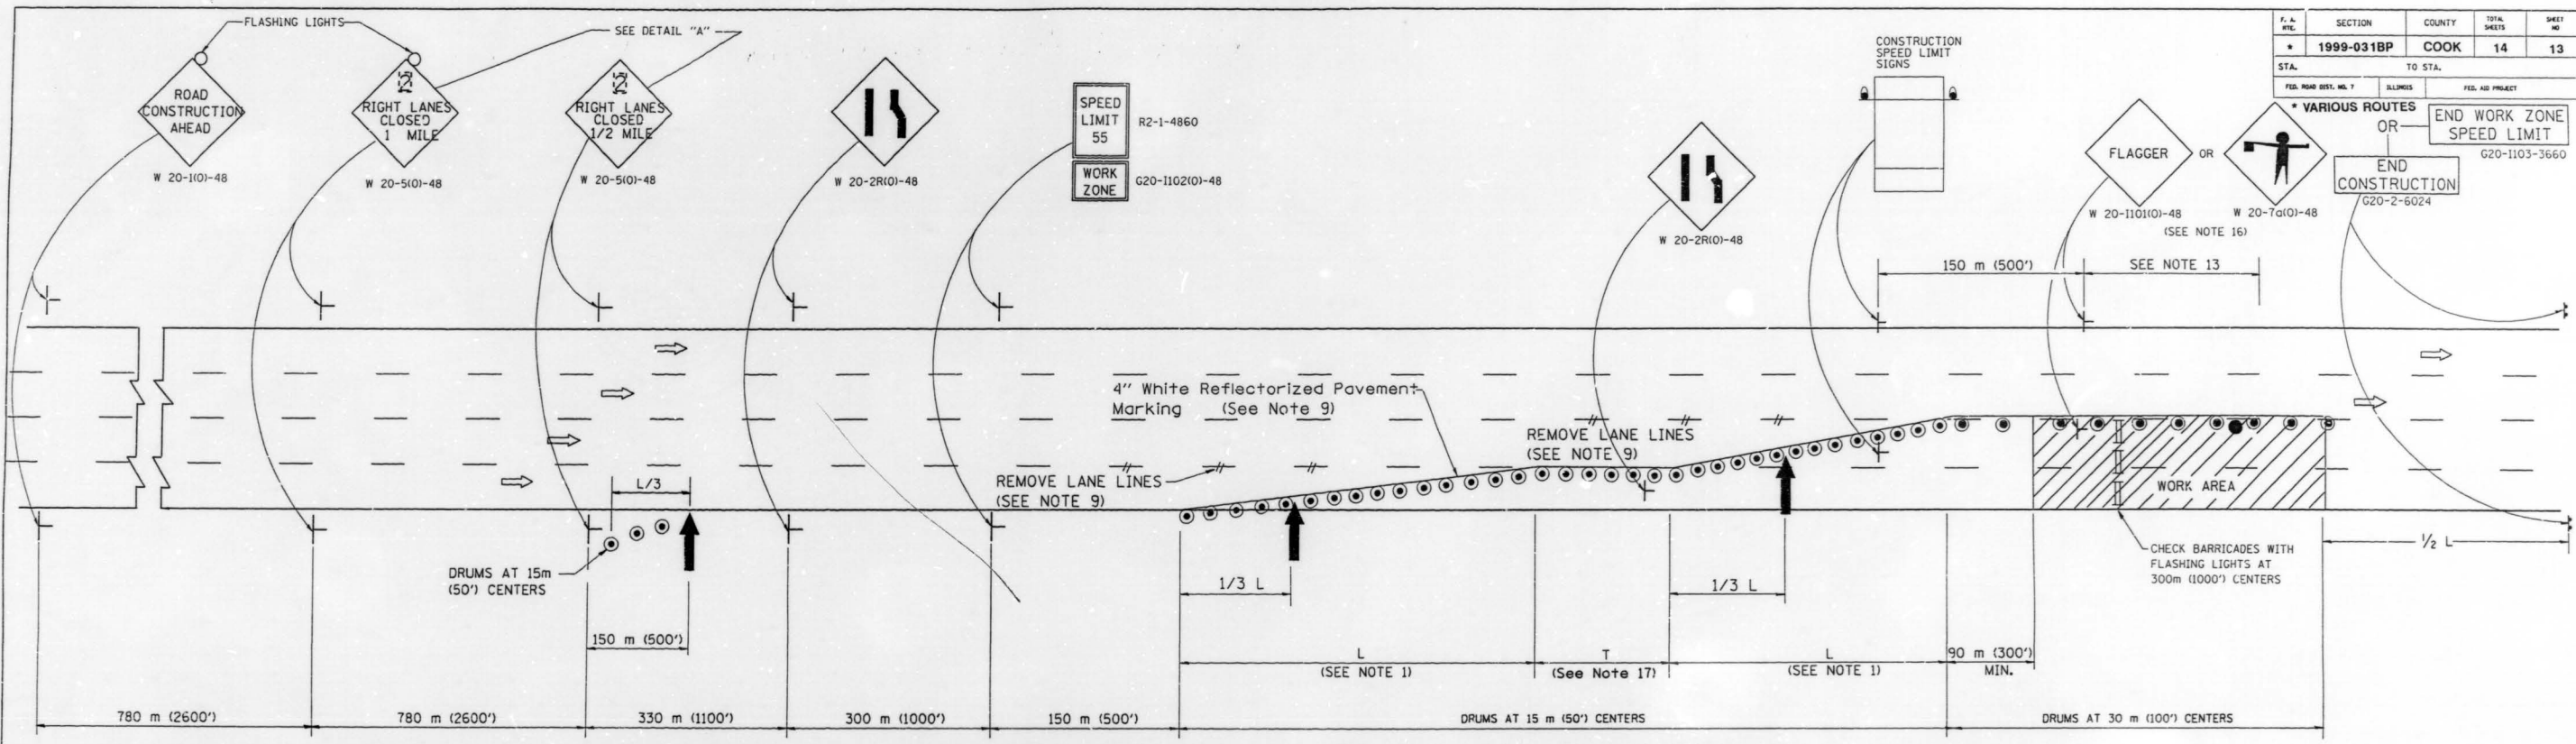 FLASHING LIGHTS
SEE DETAIL "A"
ROAD
CONSTRUCTION
AHEAD
W 20-1(O)-48
RIGHT LANES
CLOSED
1 MILE
W 20-5(O)-48
RIGHT LANES
CLOSED
1/2 MILE
W 20-5(O)-48
W 20-2R(O)-48
SPEED
LIMIT
55
R2-1-4860
WORK
ZONE
G20-I102(O)-48
W 20-2R(O)-48
CONSTRUCTION
SPEED LIMIT
SIGNS
F. A.
RTE.
SECTION
COUNTY
TOTAL
SHEETS
SHEET
NO
*
1999-031BP
COOK
14
13
STA.
TO STA.
FED. ROAD DIST. NO. 7
ILLINOIS
FED. AID PROJECT
* VARIOUS ROUTES
FLAGGER
OR
W 20-I101(O)-48
W 20-7a(O)-48
(SEE NOTE 16)
OR
END WORK ZONE
SPEED LIMIT
G20-I103-3660
END
CONSTRUCTION
G20-2-6024
150 m (500')
SEE NOTE 13
4" White Reflectorized Pavement
Marking (See Note 9)
REMOVE LANE LINES
(SEE NOTE 9)
REMOVE LANE LINES
(SEE NOTE 9)
L/3
DRUMS AT 15m
(50') CENTERS
WORK AREA
CHECK BARRICADES WITH
FLASHING LIGHTS AT
300m (1000') CENTERS
1/2 L
1/3 L
1/3 L
150 m (500')
L
(SEE NOTE 1)
T
(See Note 17)
L
(SEE NOTE 1)
90 m (300')
MIN.
780 m (2600')
780 m (2600')
330 m (1100')
300 m (1000')
150 m (500')
DRUMS AT 15 m (50') CENTERS
DRUMS AT 30 m (100') CENTERS